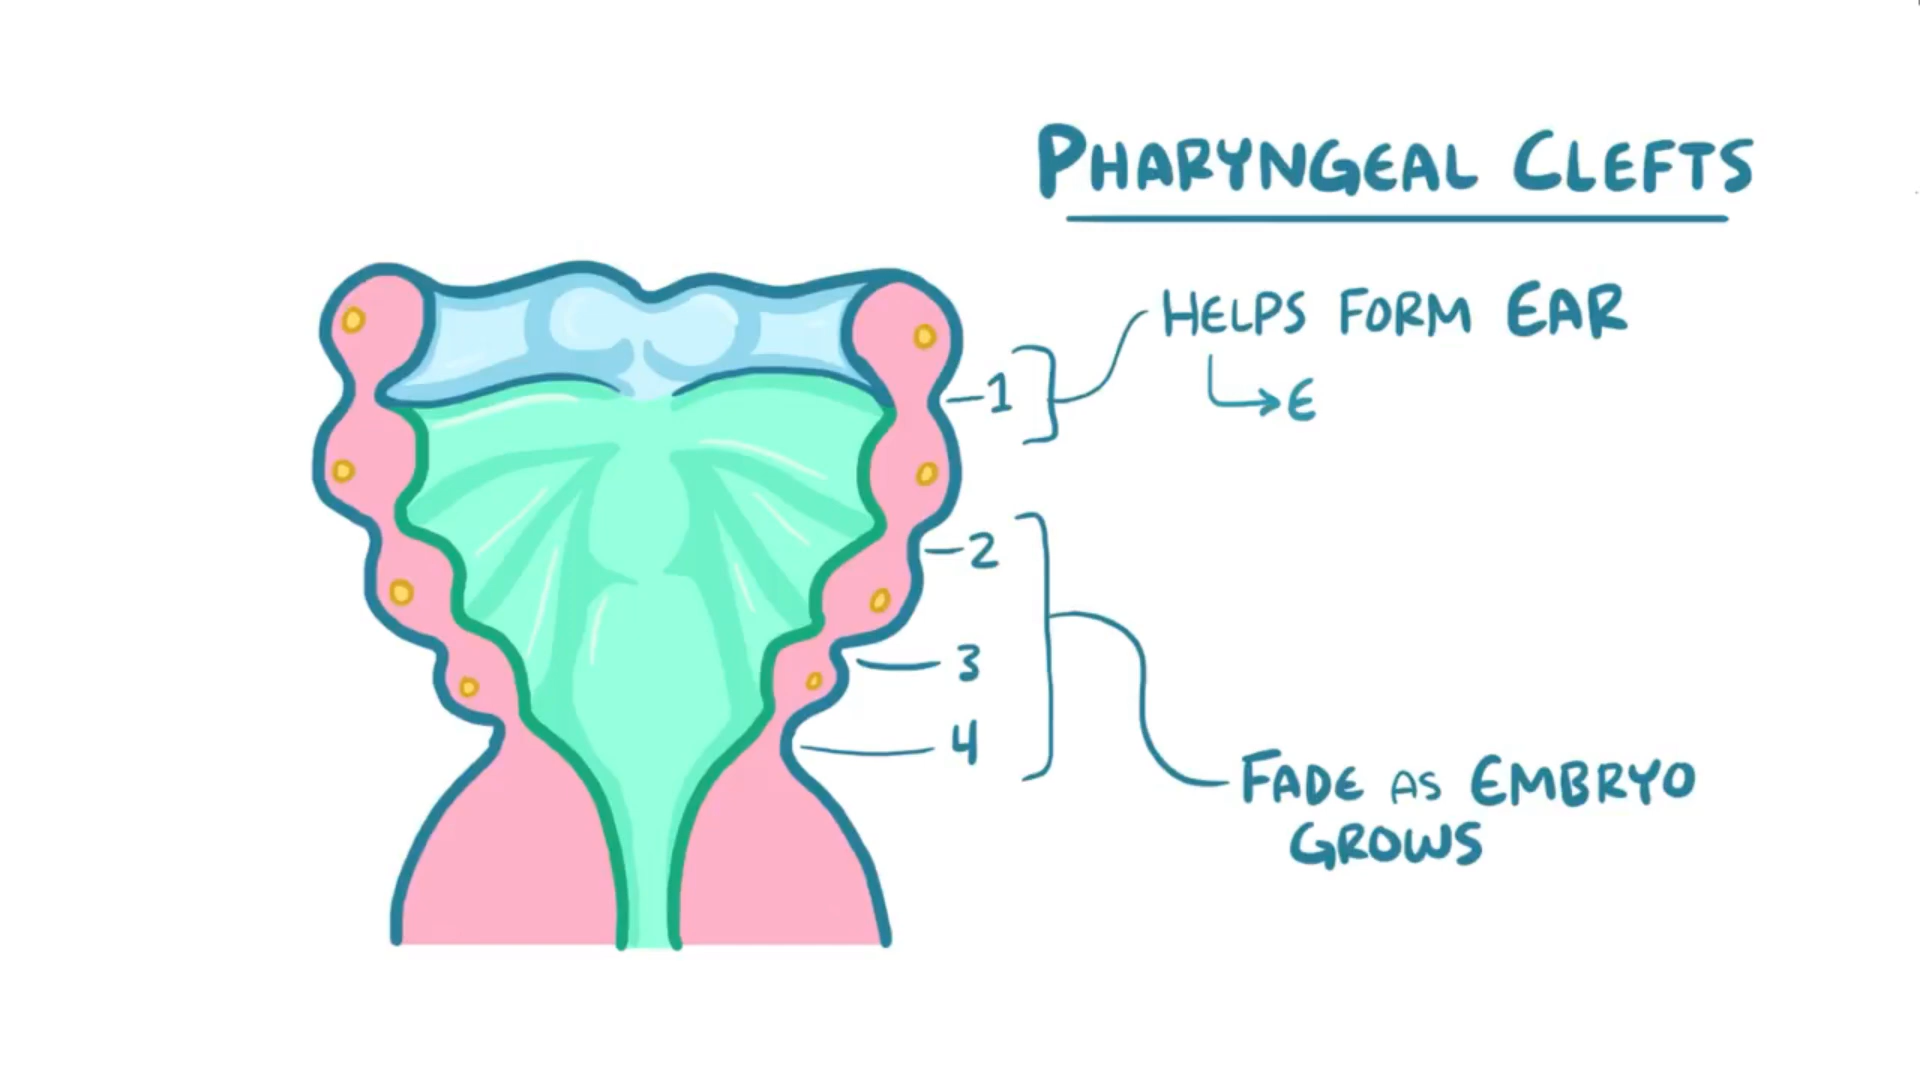 PHARYNGEAL CLEFTS
HELPS FORM EAR
E
1
2
3
4
FADE AS EMBRYO
GROWS